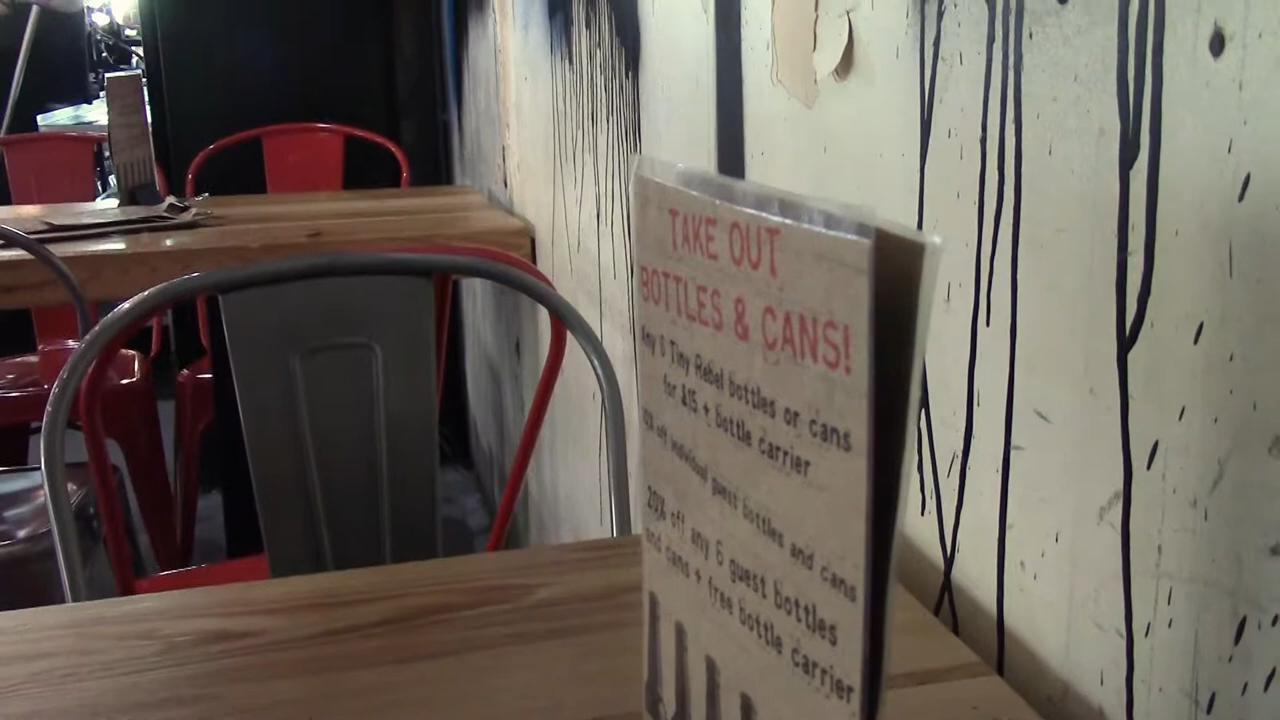 TAKE OUT
BOTTLES & CANS!
Any 6 Tiny Rebel bottles or cans
for £15 + bottle carrier
off individual guest bottles and cans
20% off any 6 guest bottles
and cans + free bottle carrier